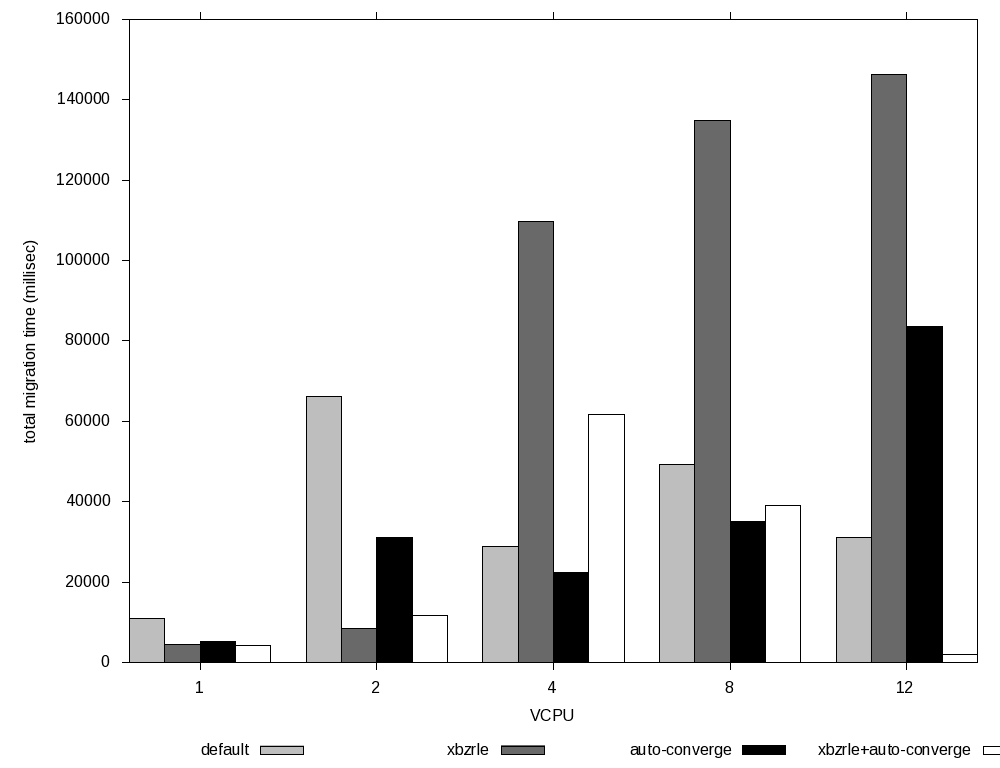 160000
140000
120000
100000
80000
60000
40000
20000
0
total migration time (millisec)
1 2 4 8 12
VCPU
default xbzrle auto-converge xbzrle+auto-converge